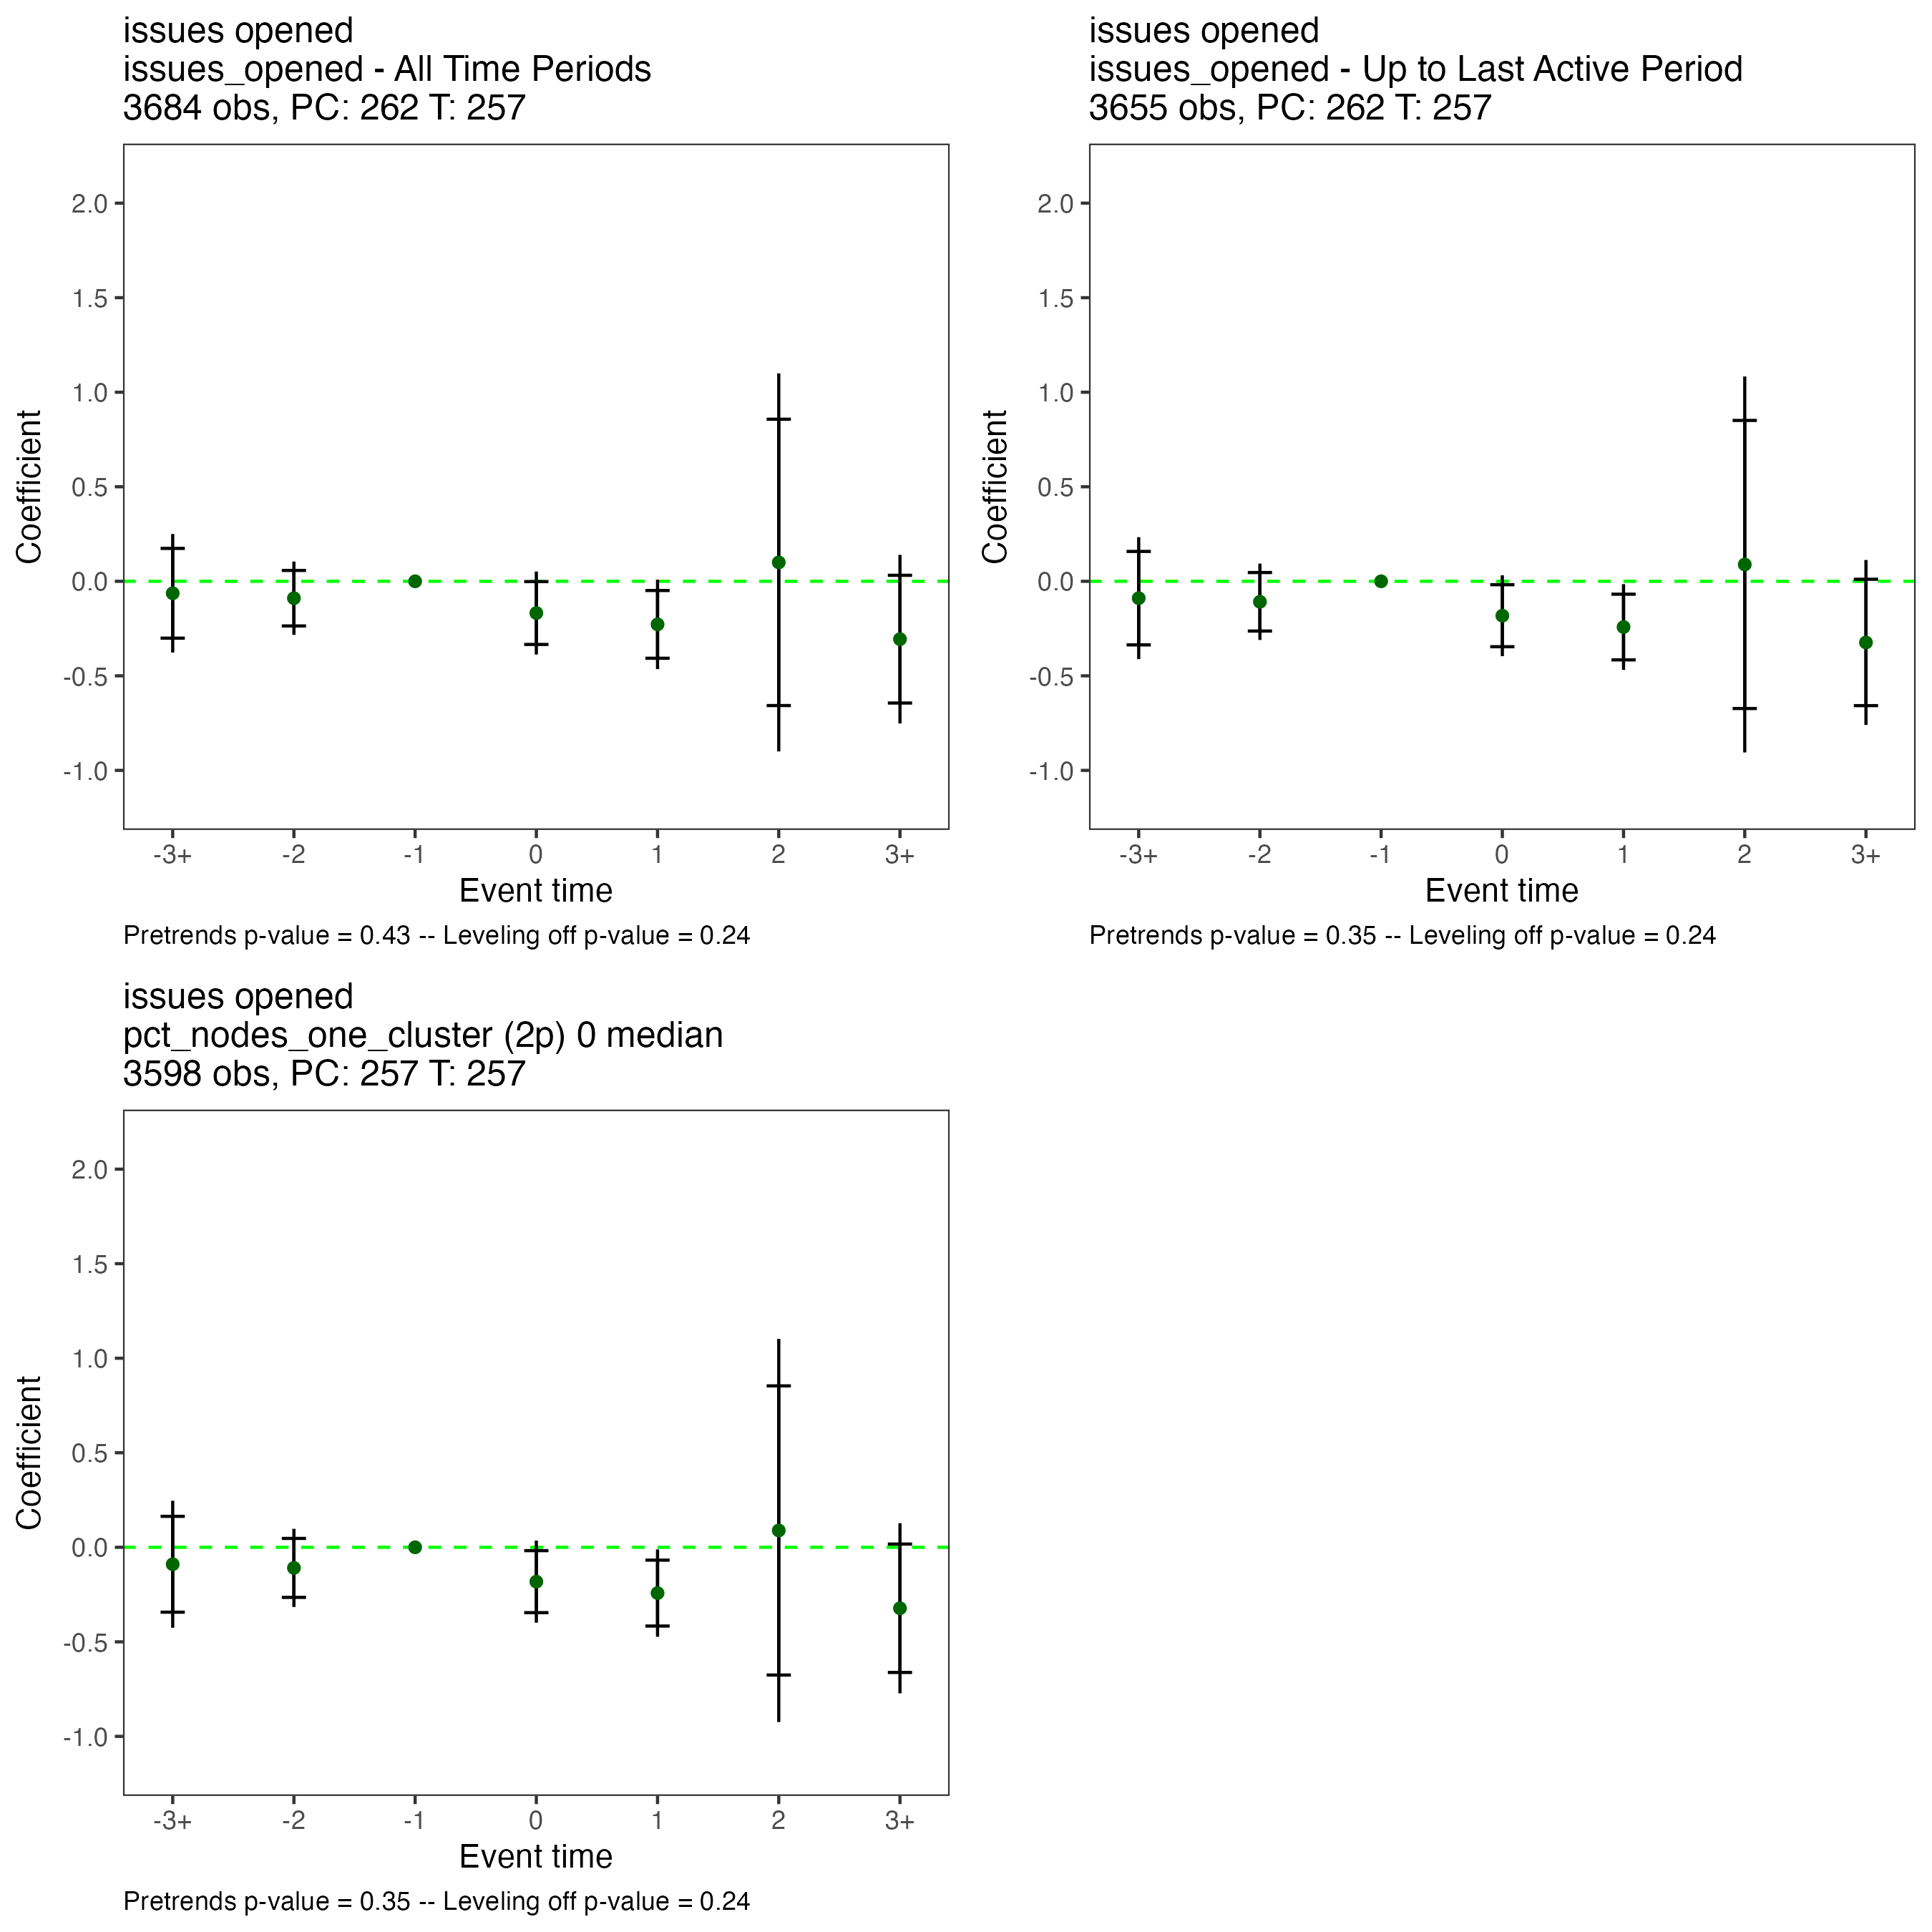 issues opened
issues_opened - All Time Periods
3684 obs, PC: 262 T: 257
Coefficient
2.0
1.5
1.0
0.5
0.0
-0.5
-1.0
-3+ -2 -1 0 1 2 3+
Event time
Pretrends p-value = 0.43 -- Leveling off p-value = 0.24
issues opened
issues_opened - Up to Last Active Period
3655 obs, PC: 262 T: 257
Coefficient
2.0
1.5
1.0
0.5
0.0
-0.5
-1.0
-3+ -2 -1 0 1 2 3+
Event time
Pretrends p-value = 0.35 -- Leveling off p-value = 0.24
issues opened
pct_nodes_one_cluster (2p) 0 median
3598 obs, PC: 257 T: 257
Coefficient
2.0
1.5
1.0
0.5
0.0
-0.5
-1.0
-3+ -2 -1 0 1 2 3+
Event time
Pretrends p-value = 0.35 -- Leveling off p-value = 0.24